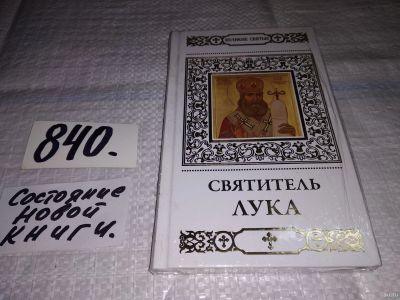 ВЕЛИКИЕ СВЯТЫЕ
СВЯТИТЕЛЬ
ЛУКА
840.
Состояние
новой
книги.